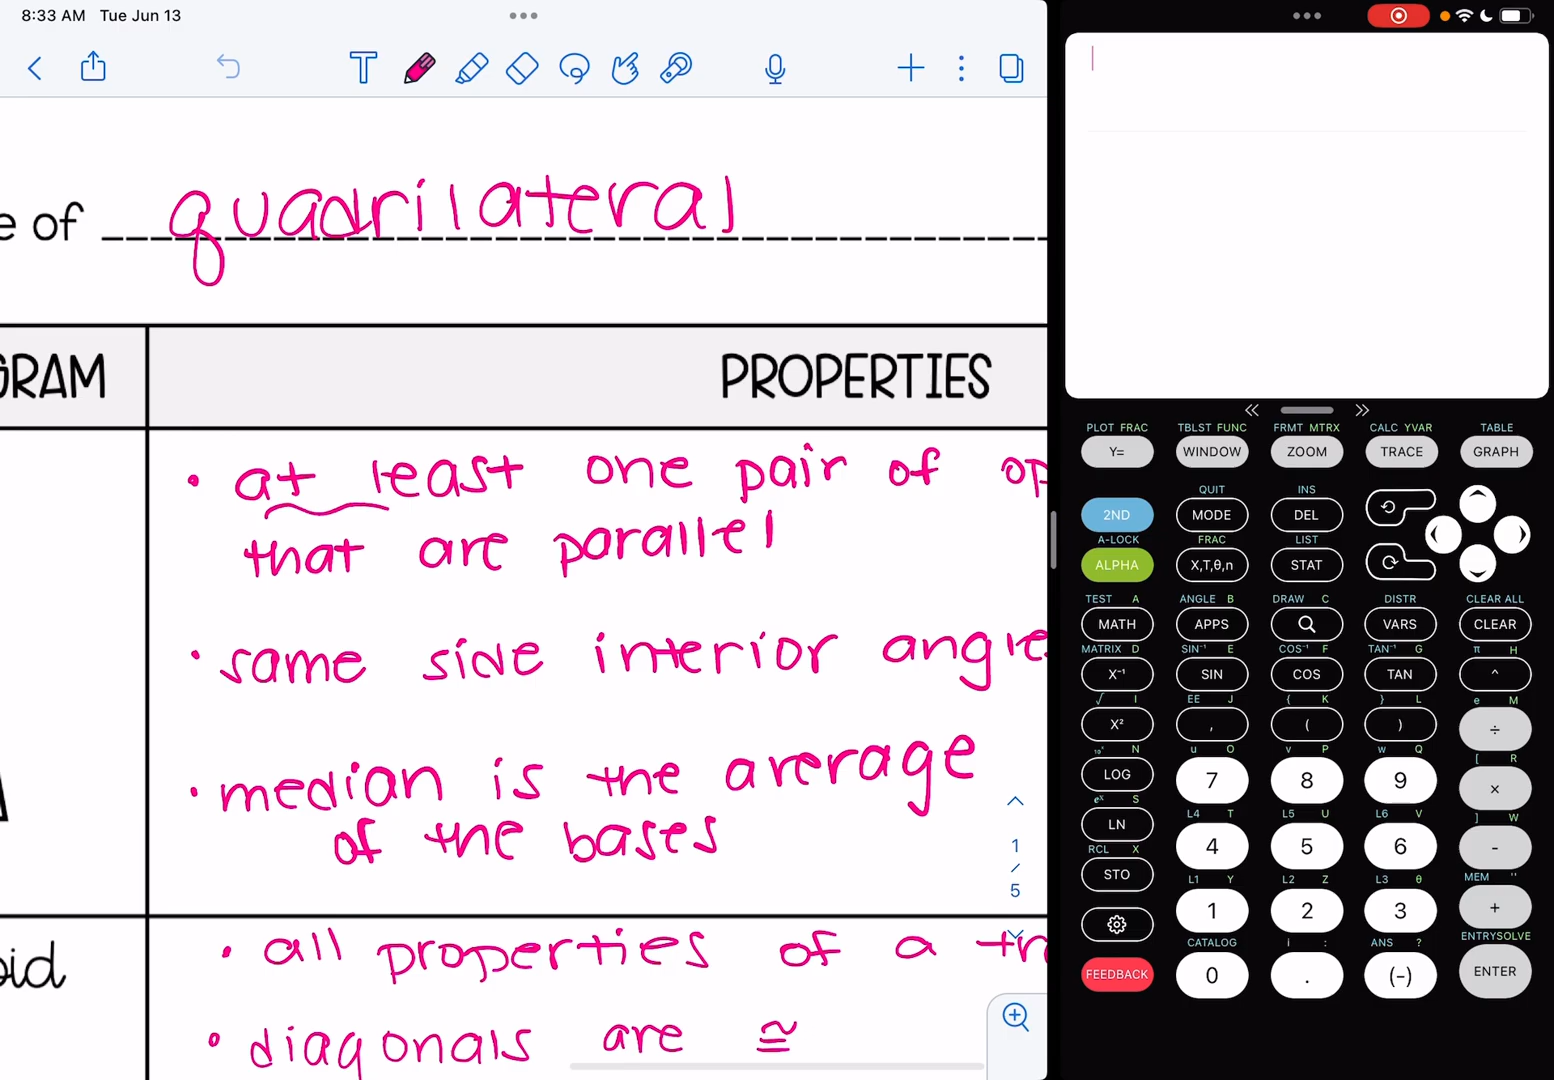 8:33 AM Tue Jun 13
e of quadrilateral
GRAM PROPERTIES
• at least one pair of op
that are parallel
• same side interior angle
• median is the average
of the bases
1
/
5
oid
• all properties of a tr
• diagonals are ≅
PLOT FRAC TBLST FUNC FRMT MTRX CALC YVAR TABLE
Y= WINDOW ZOOM TRACE GRAPH
QUIT INS
2ND MODE DEL
A-LOCK FRAC LIST
ALPHA X,T,θ,n STAT
TEST A ANGLE B DRAW C DISTR CLEAR ALL
MATH APPS VARS CLEAR
MATRIX D SIN⁻¹ E COS⁻¹ F TAN⁻¹ G π H
X⁻¹ SIN COS TAN ^
√ I EE J { K } L e M
X² , ( ) ÷
10ˣ N u O v P w Q [ R
LOG 7 8 9 ×
eˣ S L4 T L5 U L6 V ] W
LN 4 5 6 -
RCL X L1 Y L2 Z L3 θ MEM "
STO 1 2 3 +
CATALOG i : ANS ? ENTRYSOLVE
FEEDBACK 0 . (-) ENTER